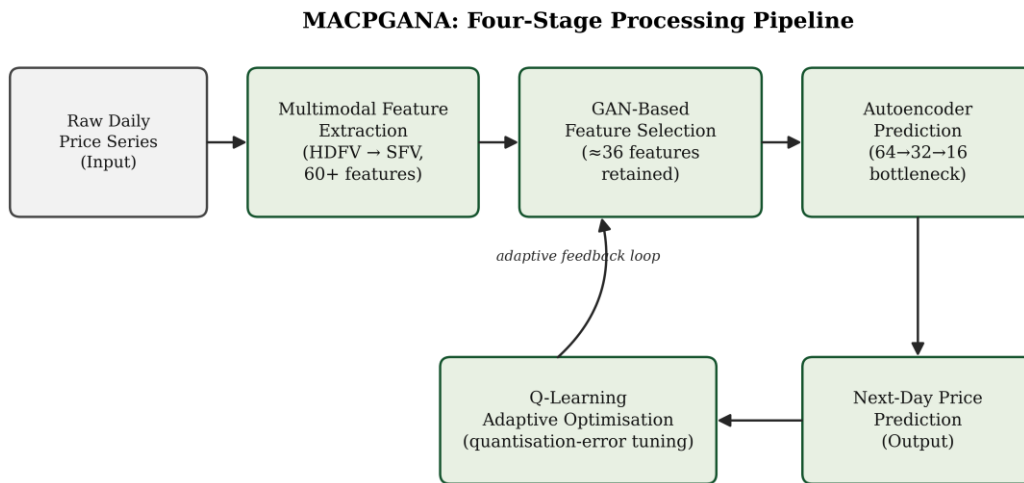 MACPGANA: Four-Stage Processing Pipeline
Raw Daily
Price Series
(Input)
Multimodal Feature
Extraction
(HDFV → SFV,
60+ features)
GAN-Based
Feature Selection
(≈36 features
retained)
Autoencoder
Prediction
(64→32→16
bottleneck)
adaptive feedback loop
Q-Learning
Adaptive Optimisation
(quantisation-error tuning)
Next-Day Price
Prediction
(Output)